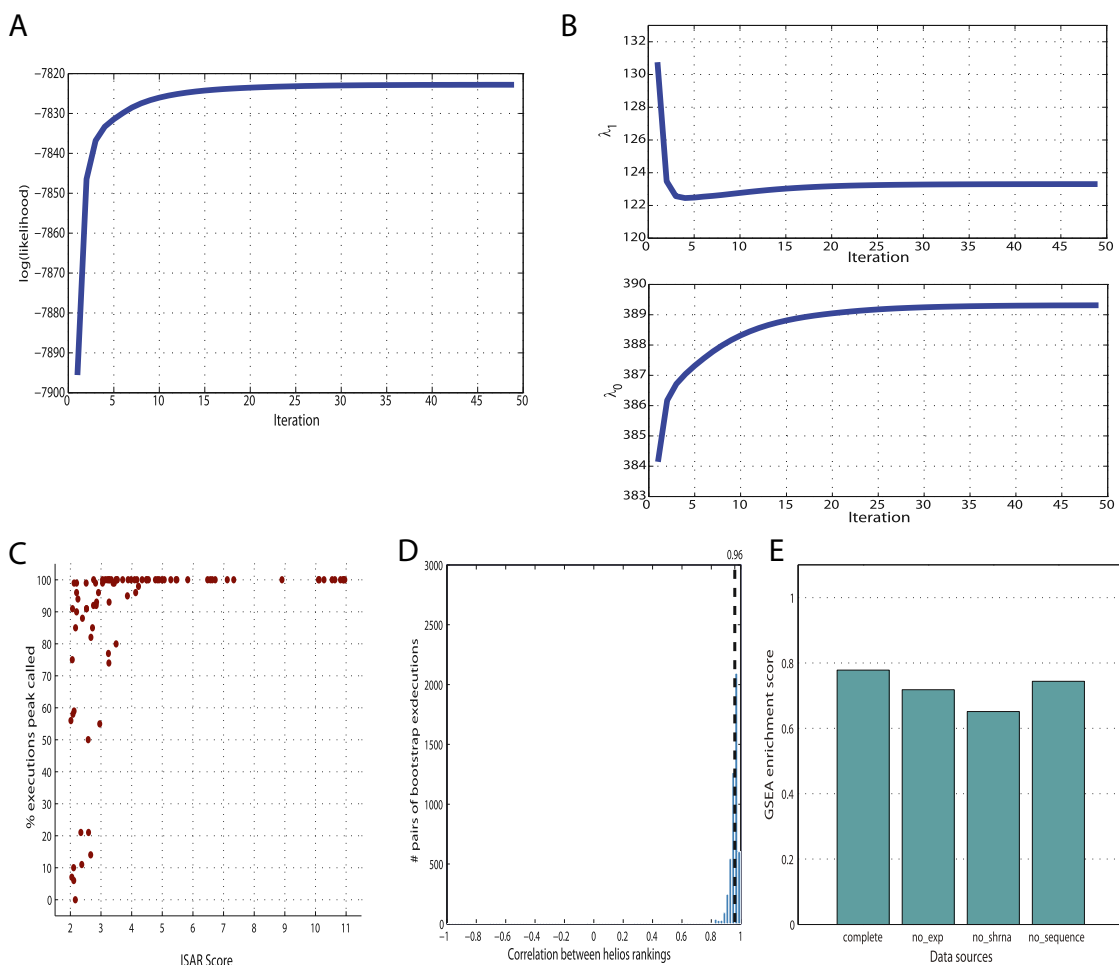 A
−7820
−7830
−7840
−7850
−7860
−7870
−7880
−7890
−7900
log(likelihood)
0 5 10 15 20 25 30 35 40 45 50
Iteration
B
132
130
128
126
124
122
120
λ1
0 5 10 15 20 25 30 35 40 45 50
Iteration
390
389
388
387
386
385
384
383
λ0
0 5 10 15 20 25 30 35 40 45 50
Iteration
C
100
90
80
70
60
50
40
30
20
10
0
% executions peak called
2 3 4 5 6 7 8 9 10 11
ISAR Score
D
0.96
3000
2500
2000
1500
1000
500
0
# pairs of bootstrap exdecutions
−1 −0.8 −0.6 −0.4 −0.2 0 0.2 0.4 0.6 0.8 1
Correlation between helios rankings
E
1
0.8
0.6
0.4
0.2
0
GSEA enrichment score
complete no_exp no_shrna no_sequence
Data sources